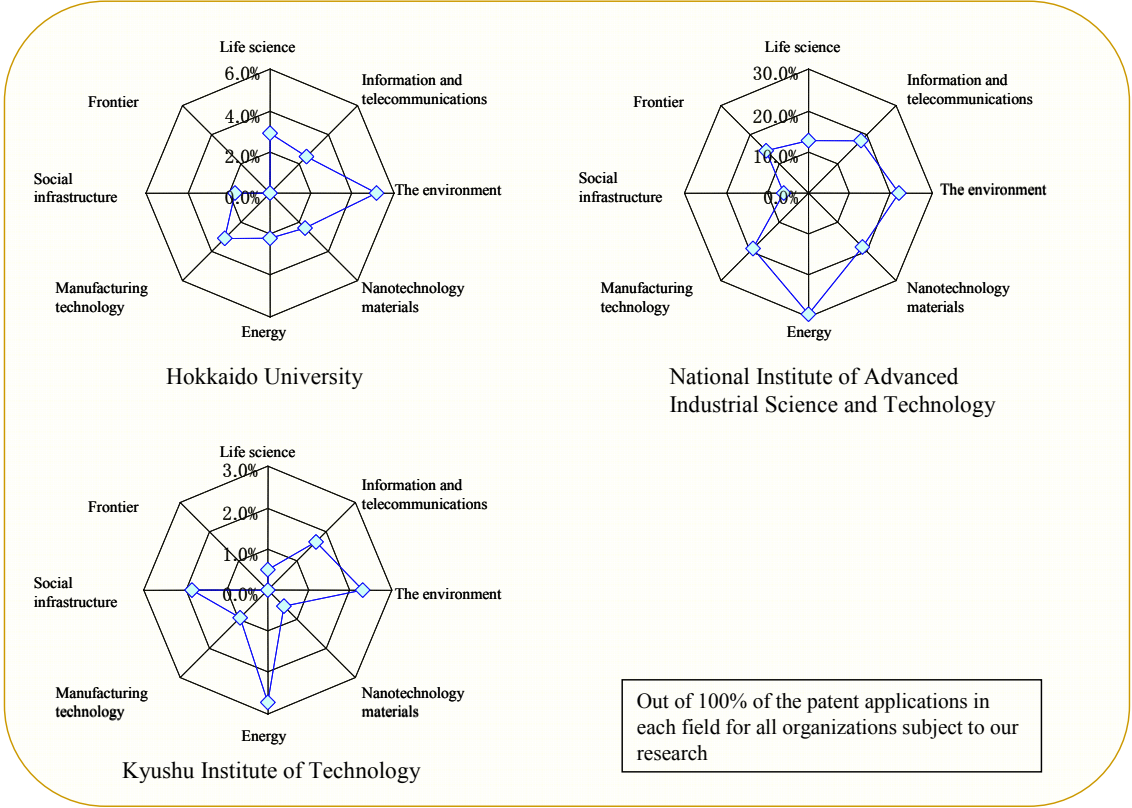 Life science
6.0%
Information and
telecommunications
Frontier
4.0%
2.0%
Social
infrastructure
0.0%
The environment
Manufacturing
technology
Nanotechnology
materials
Energy
Hokkaido University
Life science
30.0%
Information and
telecommunications
Frontier
20.0%
10.0%
Social
infrastructure
0.0%
The environment
Manufacturing
technology
Nanotechnology
materials
Energy
National Institute of Advanced
Industrial Science and Technology
Life science
3.0%
Information and
telecommunications
Frontier
2.0%
1.0%
Social
infrastructure
0.0%
The environment
Manufacturing
technology
Nanotechnology
materials
Energy
Kyushu Institute of Technology
Out of 100% of the patent applications in
each field for all organizations subject to our
research